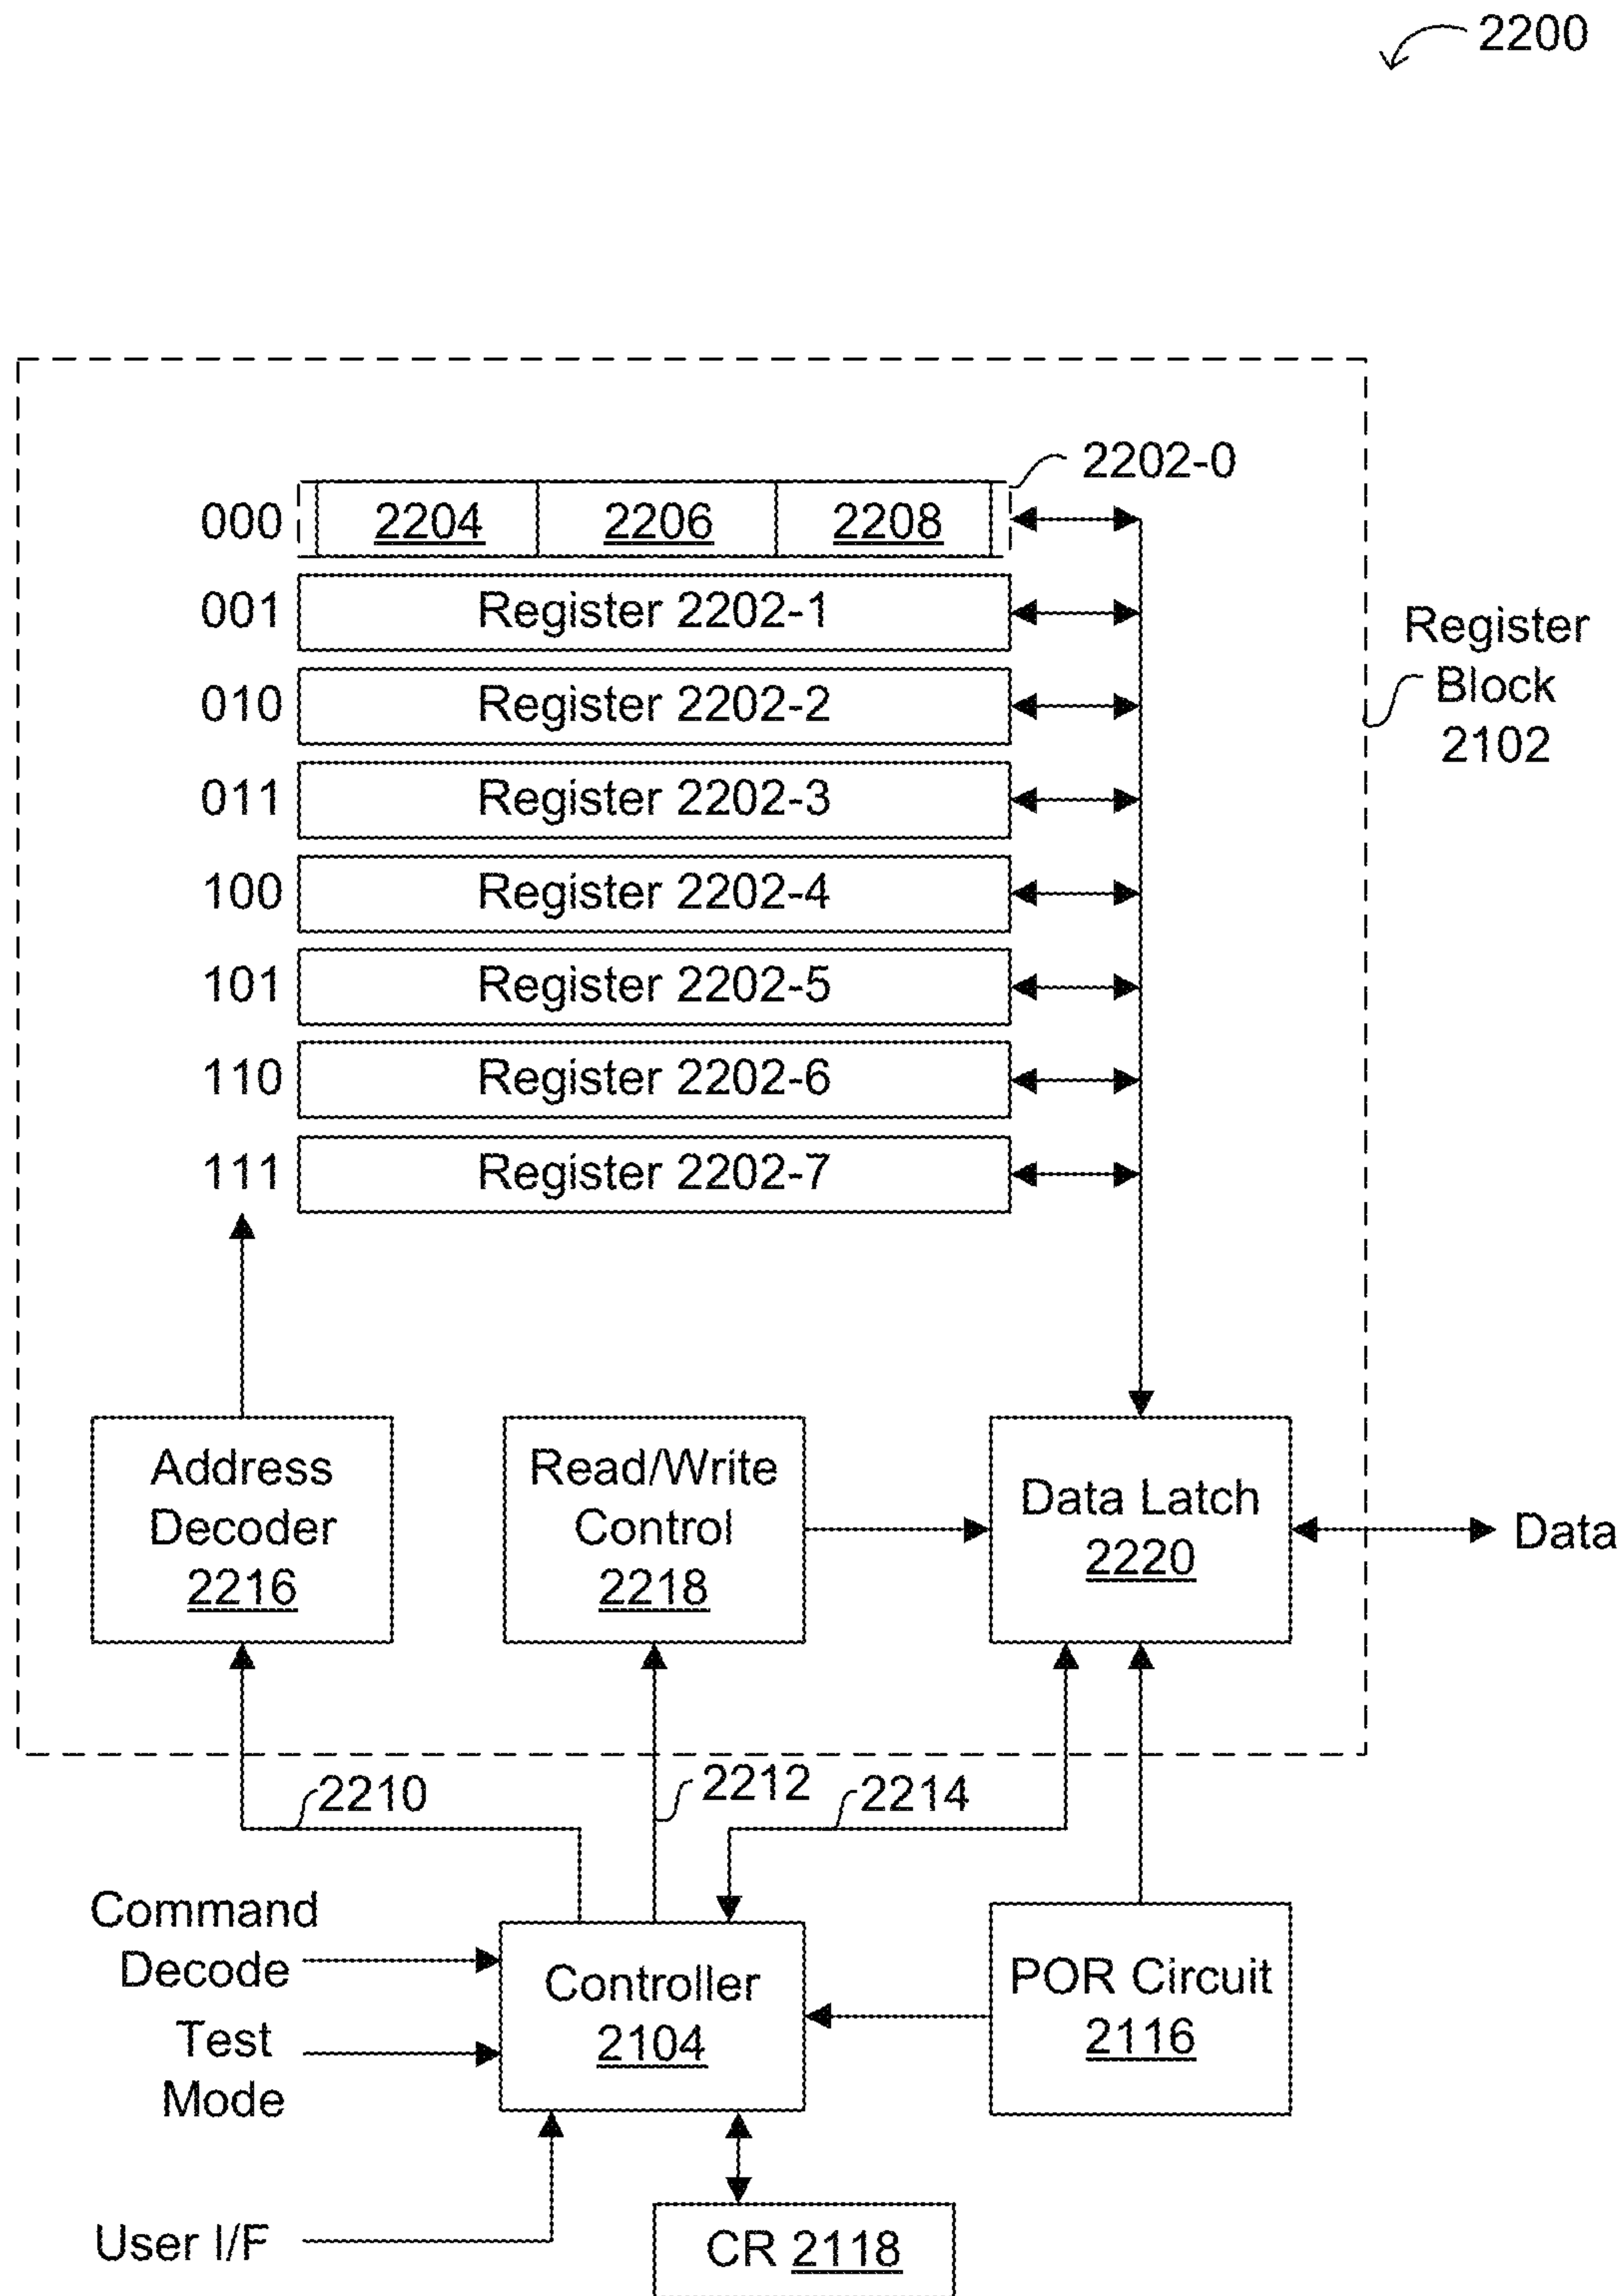 2200
2202-0
000 2204 2206 2208
001 Register 2202-1
010 Register 2202-2
011 Register 2202-3
100 Register 2202-4
101 Register 2202-5
110 Register 2202-6
111 Register 2202-7
Register
Block
2102
Address
Decoder
2216
Read/Write
Control
2218
Data Latch
2220
Data
2210
2212
2214
Command
Decode
Test
Mode
User I/F
Controller
2104
POR Circuit
2116
CR 2118